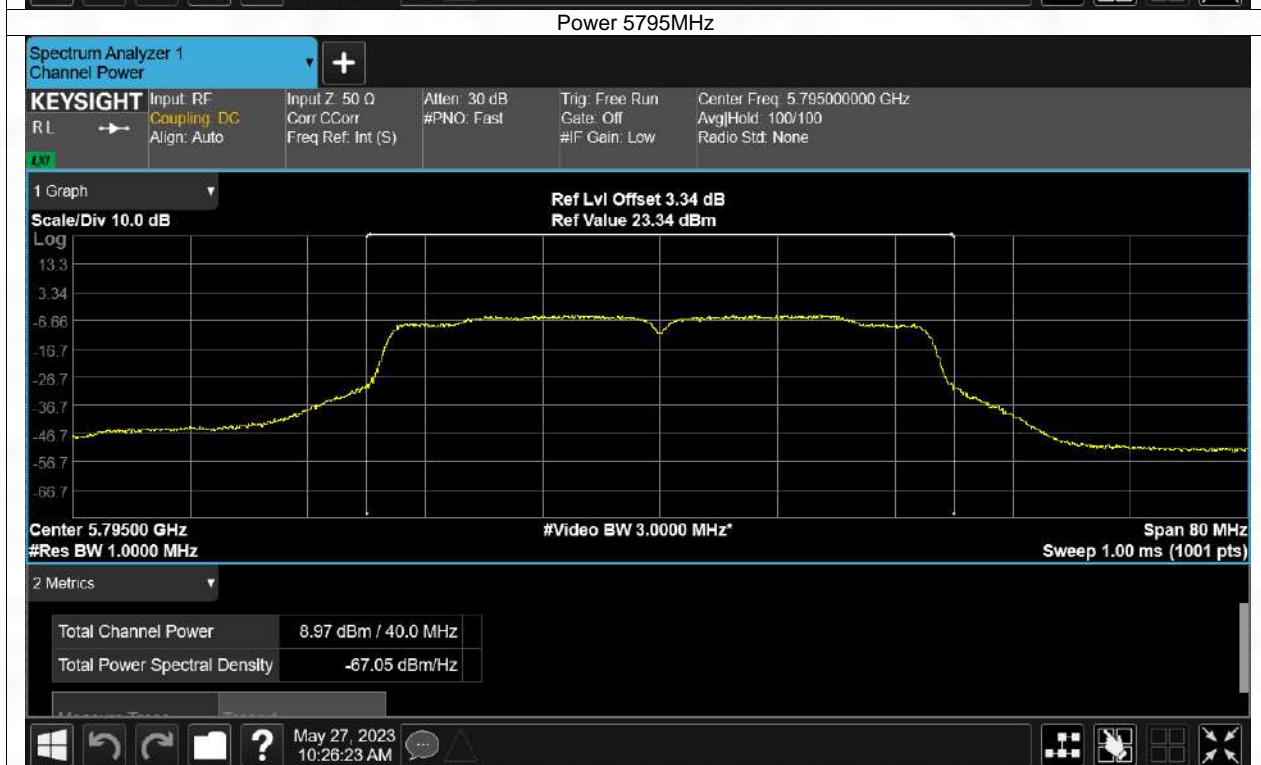 Power 5795MHz
Spectrum Analyzer 1
Channel Power
+
KEYSIGHT
RL
LXI
Input: RF
Coupling: DC
Align: Auto
Input Z: 50 Ω
Corr CCorr
Freq Ref: Int (S)
Atten: 30 dB
#PNO: Fast
Trig: Free Run
Gate: Off
#IF Gain: Low
Center Freq: 5.795000000 GHz
Avg|Hold: 100/100
Radio Std: None
1 Graph
Scale/Div 10.0 dB
Ref Lvl Offset 3.34 dB
Ref Value 23.34 dBm
Log
13.3
3.34
-6.66
-16.7
-26.7
-36.7
-46.7
-56.7
-66.7
Center 5.79500 GHz
#Video BW 3.0000 MHz*
Span 80 MHz
#Res BW 1.0000 MHz
Sweep 1.00 ms (1001 pts)
2 Metrics
Total Channel Power 8.97 dBm / 40.0 MHz
Total Power Spectral Density -67.05 dBm/Hz
?
May 27, 2023
10:26:23 AM